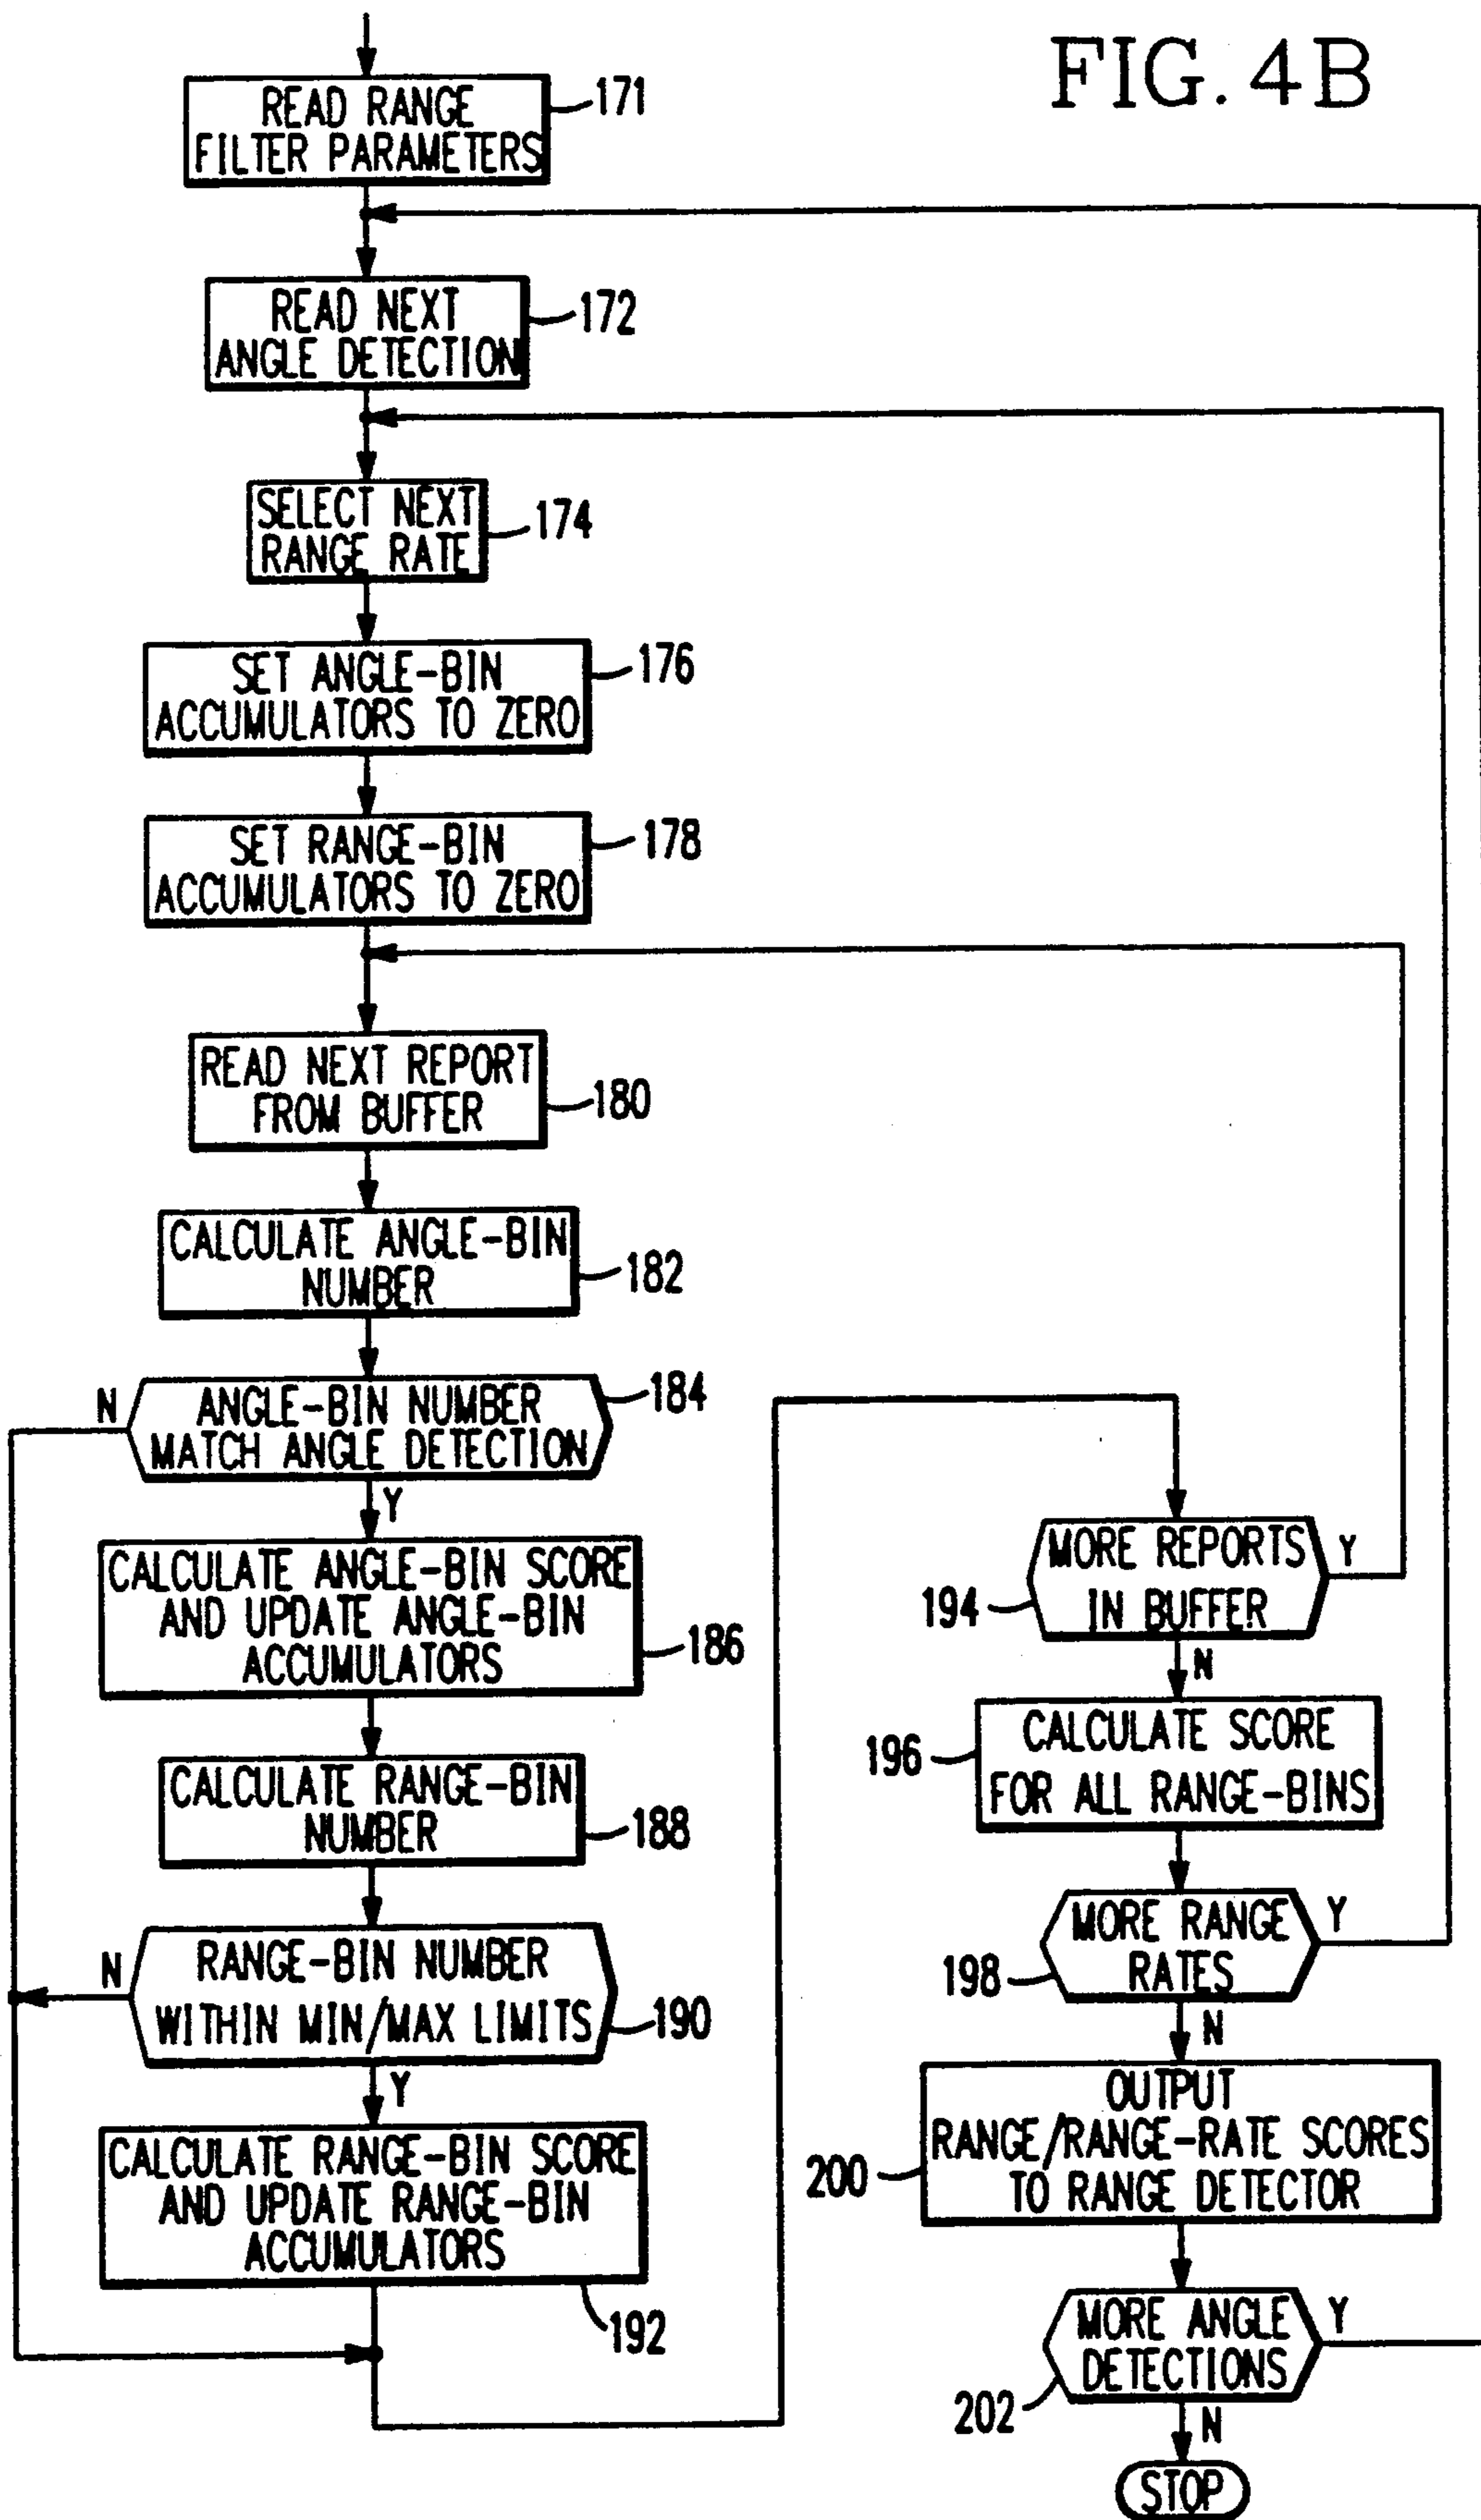 FIG. 4B
READ RANGE
FILTER PARAMETERS
171
READ NEXT
ANGLE DETECTION
172
SELECT NEXT
RANGE RATE
174
SET ANGLE-BIN
ACCUMULATORS TO ZERO
176
SET RANGE-BIN
ACCUMULATORS TO ZERO
178
READ NEXT REPORT
FROM BUFFER
180
CALCULATE ANGLE-BIN
NUMBER
182
N
ANGLE-BIN NUMBER
MATCH ANGLE DETECTION
184
Y
CALCULATE ANGLE-BIN SCORE
AND UPDATE ANGLE-BIN
ACCUMULATORS
186
CALCULATE RANGE-BIN
NUMBER
188
N
RANGE-BIN NUMBER
WITHIN MIN/MAX LIMITS
190
Y
CALCULATE RANGE-BIN SCORE
AND UPDATE RANGE-BIN
ACCUMULATORS
192
MORE REPORTS
IN BUFFER
Y
194
N
CALCULATE SCORE
FOR ALL RANGE-BINS
196
MORE RANGE
RATES
Y
198
N
OUTPUT
RANGE/RANGE-RATE SCORES
TO RANGE DETECTOR
200
MORE ANGLE
DETECTIONS
Y
202
N
STOP